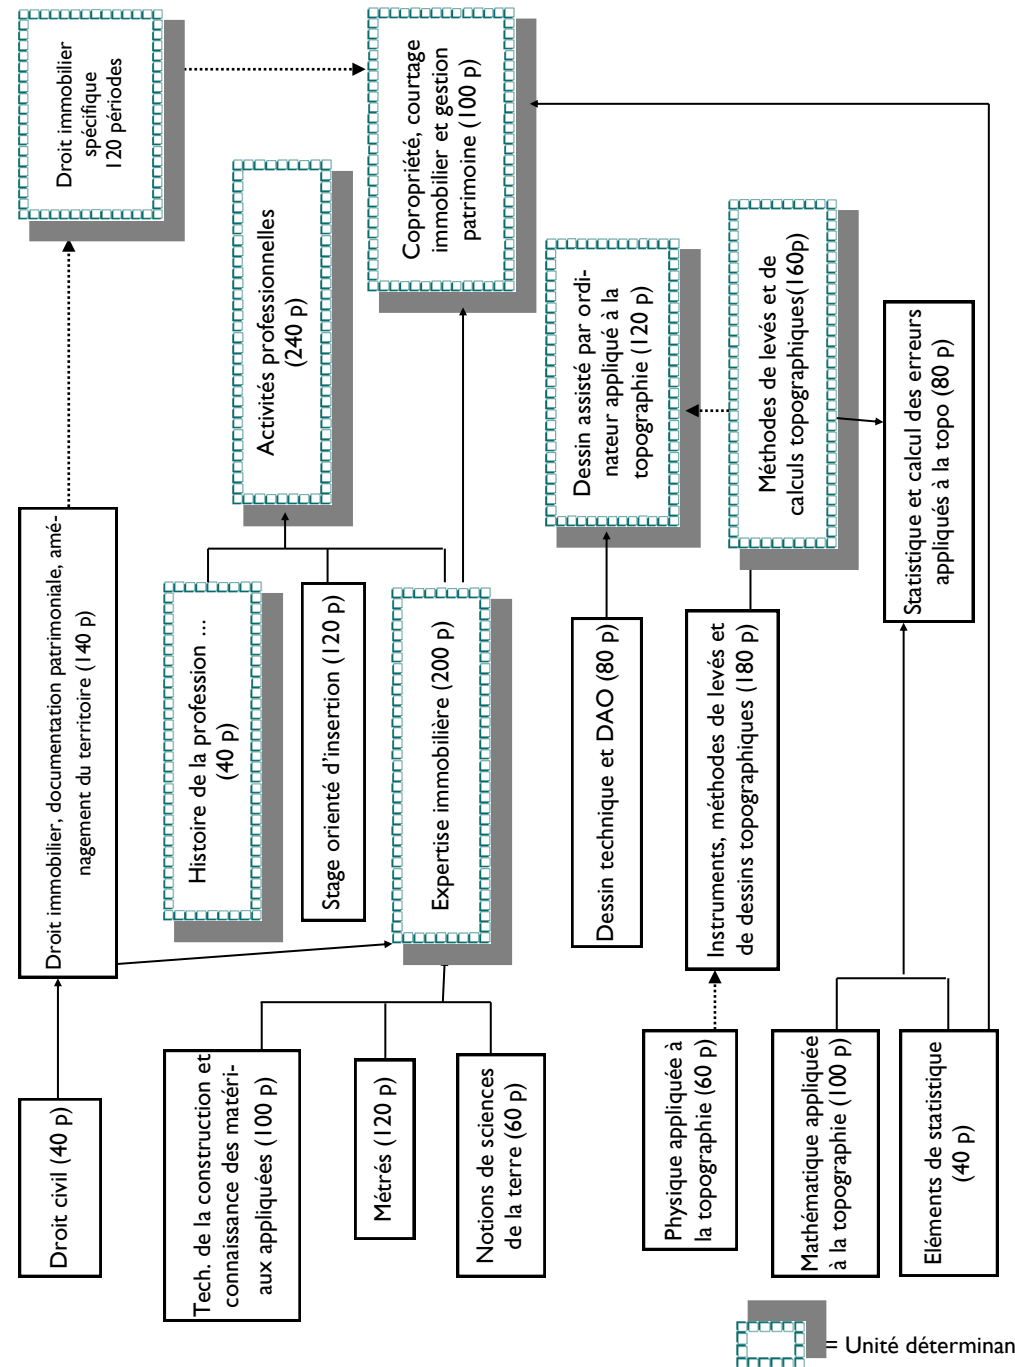 Droit immobilier
spécifique
120 périodes
Copropriété, courtage
immobilier et gestion
patrimoine (100 p)
Activités professionnelles
(240 p)
Dessin assisté par ordi-
nateur appliqué à la
topographie (120 p)
Méthodes de levés et de
calculs topographiques(160p)
Statistique et calcul des erreurs
appliqués à la topo (80 p)
Droit immobilier, documentation patrimoniale, amé-
nagement du territoire (140 p)
Histoire de la profession ...
(40 p)
Stage orienté d’insertion (120 p)
Expertise immobilière (200 p)
Dessin technique et DAO (80 p)
Instruments, méthodes de levés et
de dessins topographiques (180 p)
Droit civil (40 p)
Tech. de la construction et
connaissance des matéri-
aux appliquées (100 p)
Métrés (120 p)
Notions de sciences
de la terre (60 p)
Physique appliquée à
la topographie (60 p)
Mathématique appliquée
à la topographie (100 p)
Eléments de statistique
(40 p)
= Unité déterminan